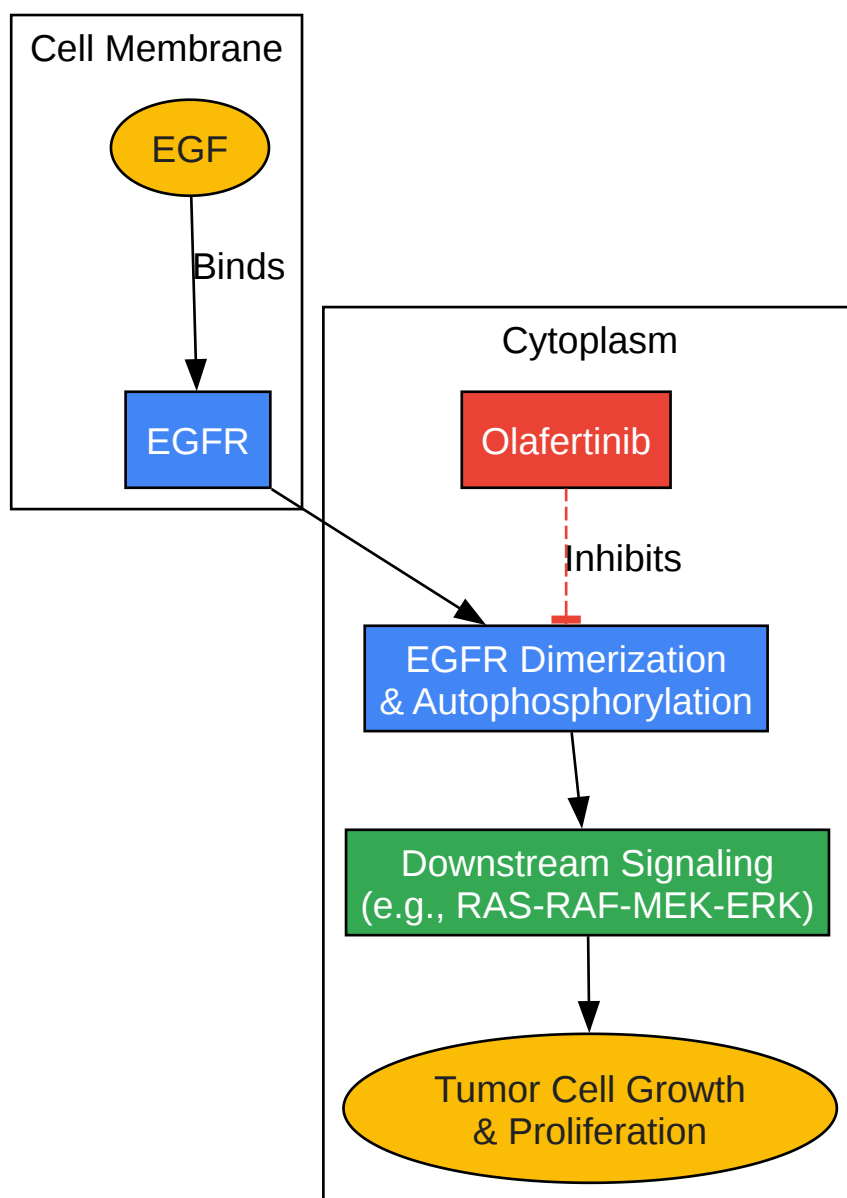 Cell Membrane
EGF
Binds
EGFR
Cytoplasm
Olafertinib
Inhibits
EGFR Dimerization
& Autophosphorylation
Downstream Signaling
(e.g., RAS-RAF-MEK-ERK)
Tumor Cell Growth
& Proliferation